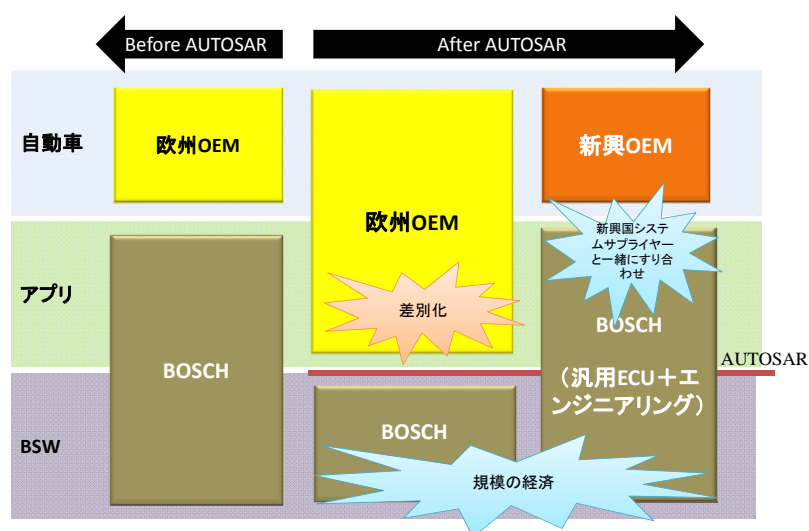 Before AUTOSAR
After AUTOSAR
自動車
欧州OEM
欧州OEM
新興OEM
新興国システ
ムサプライヤー
と一緒にすり合
わせ
アプリ
差別化
BOSCH
BOSCH
(汎用ECU+エ
ンジニアリング)
AUTOSAR
BSW
BOSCH
規模の経済